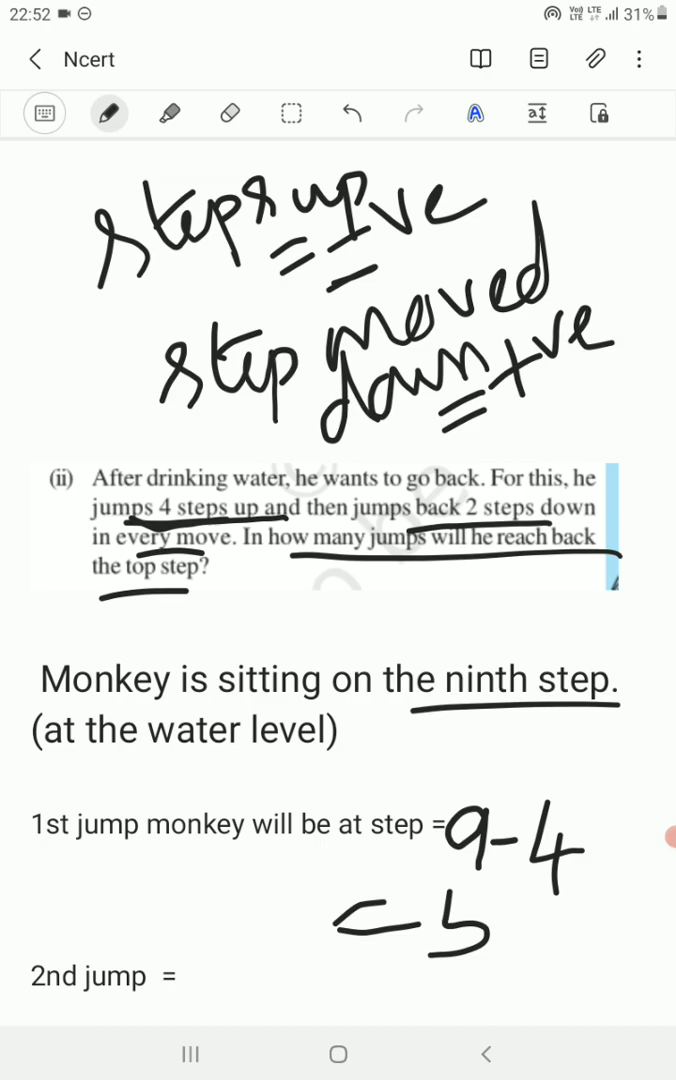 22:52
Voo) LTE
LTE
31%
Ncert
steps up -ve
step moved
down +ve
(ii) After drinking water, he wants to go back. For this, he
jumps 4 steps up and then jumps back 2 steps down
in every move. In how many jumps will he reach back
the top step?
Monkey is sitting on the ninth step.
(at the water level)
1st jump monkey will be at step = 9-4
= 5
2nd jump =